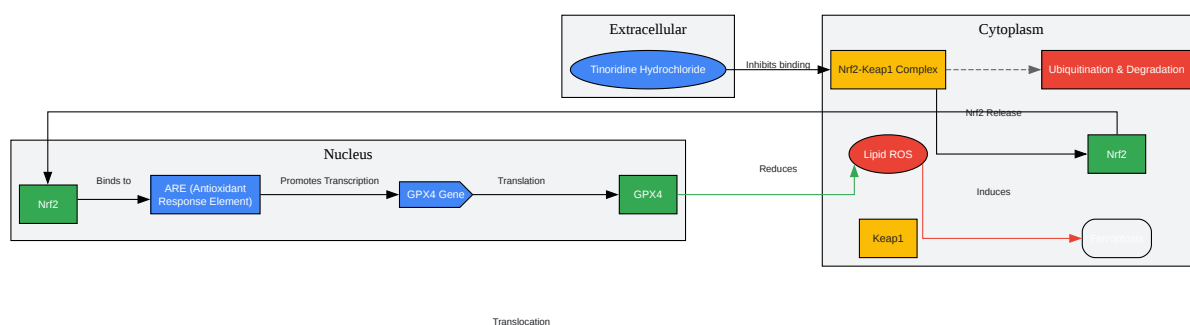 Extracellular
Cytoplasm
Tinoridine Hydrochloride
Inhibits binding
Nrf2-Keap1 Complex
Ubiquitination & Degradation
Nrf2 Release
Nucleus
Lipid ROS
Nrf2
Nrf2
Binds to
ARE (Antioxidant
Response Element)
Promotes Transcription
GPX4 Gene
Translation
GPX4
Reduces
Induces
Keap1
Ferroptosis
Translocation